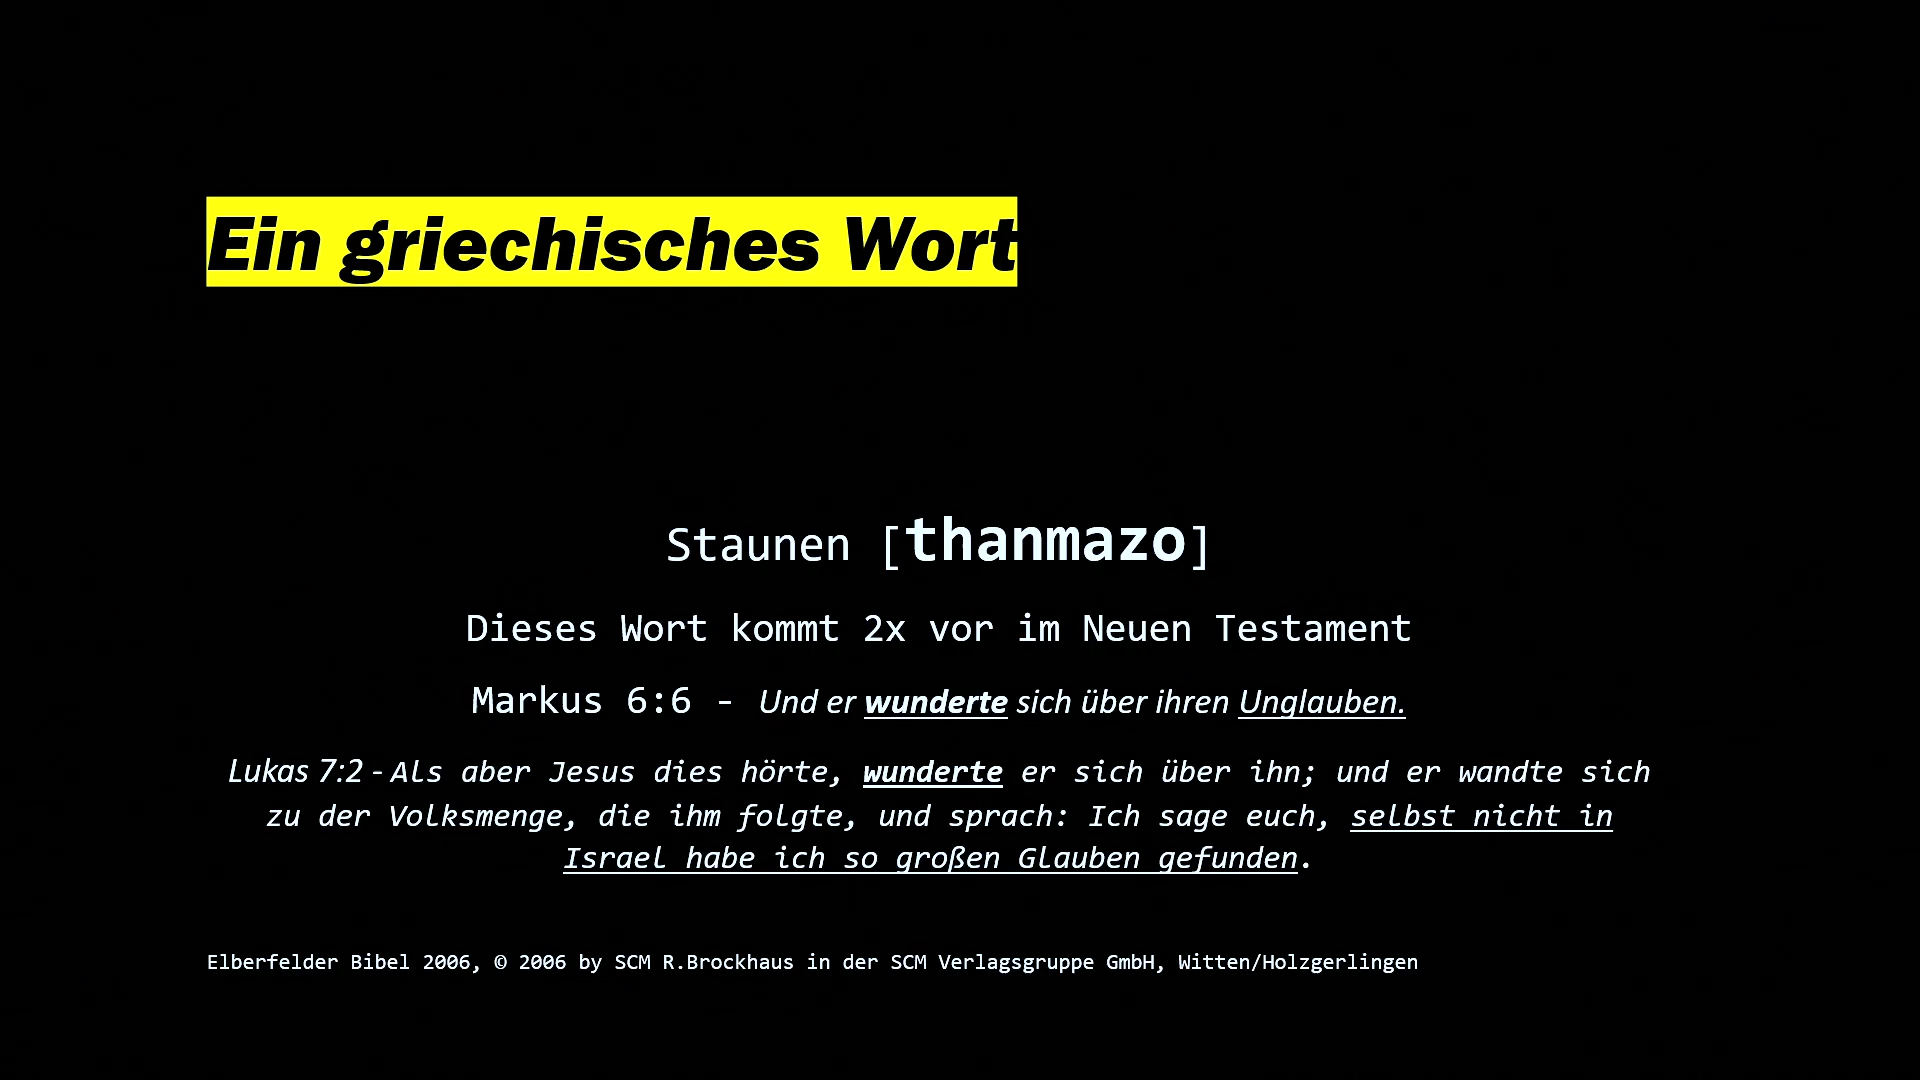 Ein griechisches Wort
Staunen [thanmazo]
Dieses Wort kommt 2x vor im Neuen Testament
Markus 6:6 - Und er wunderte sich über ihren Unglauben.
Lukas 7:2 - Als aber Jesus dies hörte, wunderte er sich über ihn; und er wandte sich
zu der Volksmenge, die ihm folgte, und sprach: Ich sage euch, selbst nicht in
Israel habe ich so großen Glauben gefunden.
Elberfelder Bibel 2006, © 2006 by SCM R.Brockhaus in der SCM Verlagsgruppe GmbH, Witten/Holzgerlingen